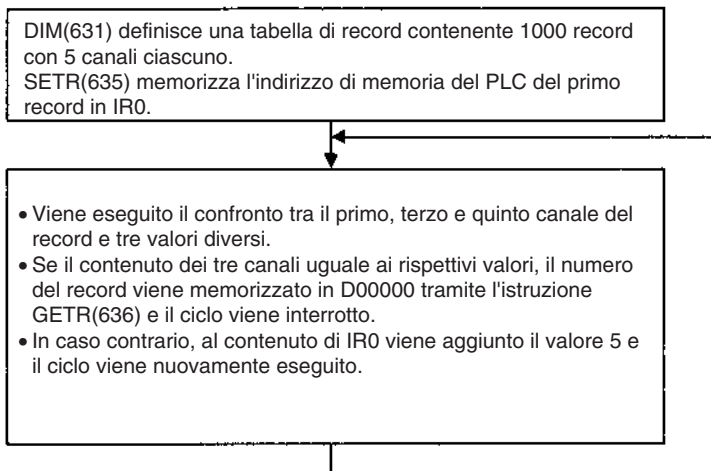 DIM(631) definisce una tabella di record contenente 1000 record
con 5 canali ciascuno.
SETR(635) memorizza l'indirizzo di memoria del PLC del primo
record in IR0.
• Viene eseguito il confronto tra il primo, terzo e quinto canale del
record e tre valori diversi.
• Se il contenuto dei tre canali uguale ai rispettivi valori, il numero
del record viene memorizzato in D00000 tramite l'istruzione
GETR(636) e il ciclo viene interrotto.
• In caso contrario, al contenuto di IR0 viene aggiunto il valore 5 e
il ciclo viene nuovamente eseguito.